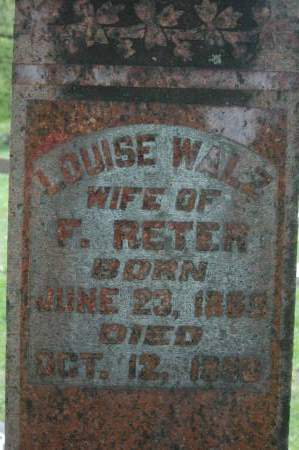 LOUISE WALZ
WIFE OF
F. RETER
BORN
JUNE 23,
DIED
OCT. 12,